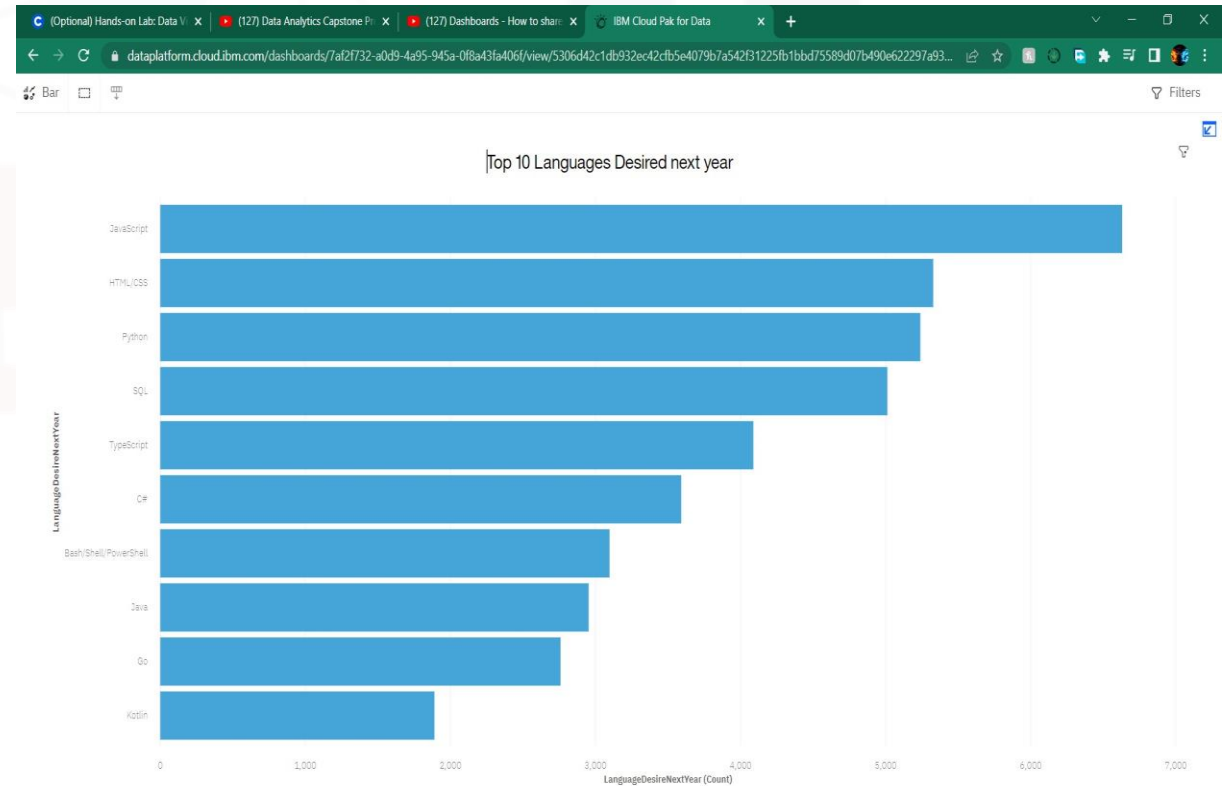 (Optional) Hands-on Lab: Data Vi
(127) Data Analytics Capstone Pro
(127) Dashboards - How to share
IBM Cloud Pak for Data
dataplatform.cloud.ibm.com/dashboards/7af2f732-a0d9-4a95-945a-0f8a43fa406f/view/5306d42c1db932ec42cfb5e4079b7a542f31225fb1bbd75589d07b490e622297a93...
Bar
Filters
Top 10 Languages Desired next year
LanguageDesireNextYear
JavaScript
HTML/CSS
Python
SQL
TypeScript
C#
Bash/Shell/PowerShell
Java
Go
Kotlin
0 1,000 2,000 3,000 4,000 5,000 6,000 7,000
LanguageDesireNextYear (Count)